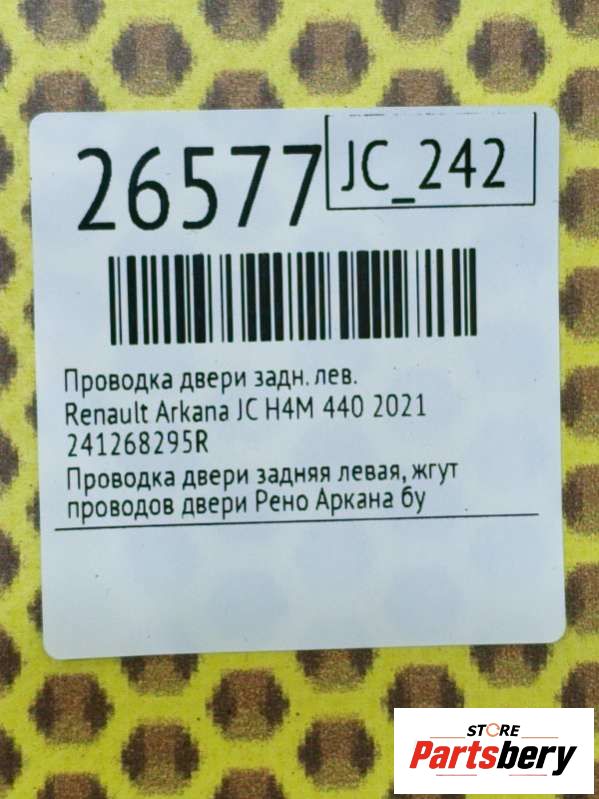 26577
JC_242
Проводка двери задн. лев.
Renault Arkana JC H4M 440 2021
241268295R
Проводка двери задняя левая, жгут
проводов двери Рено Аркана бу
STORE
Partsbery